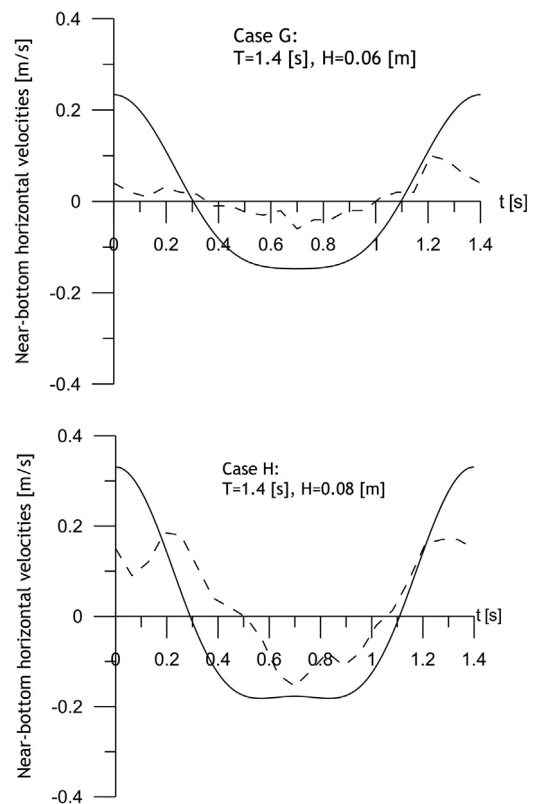 Near-bottom horizontal velocities [m/s]
0.4
Case G:
T=1.4 [s], H=0.06 [m]
0.2
0
t [s]
0 0.2 0.4 0.6 0.8 1 1.2 1.4
-0.2
-0.4
Near-bottom horizontal velocities [m/s]
0.4
Case H:
T=1.4 [s], H=0.08 [m]
0.2
0
t [s]
0 0.2 0.4 0.6 0.8 1 1.2 1.4
-0.2
-0.4